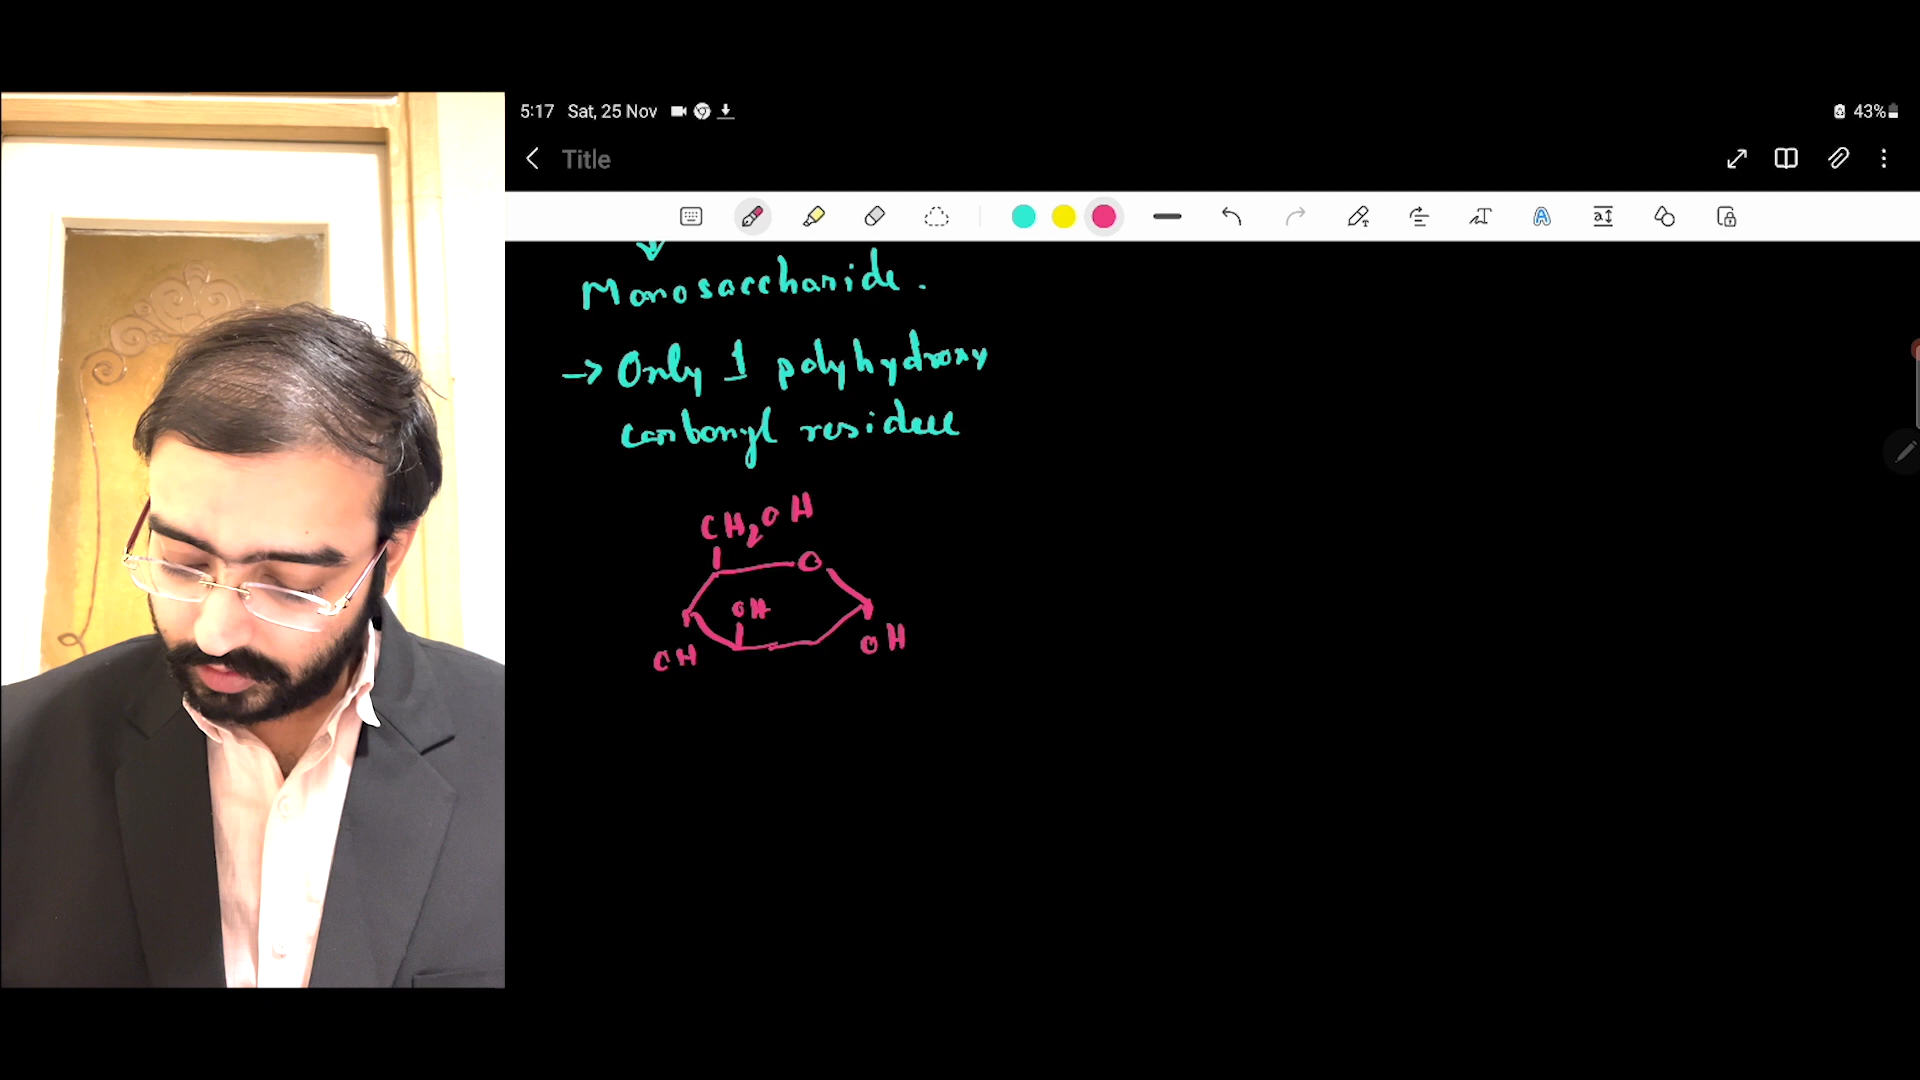 5:17 Sat, 25 Nov 43%
Title
Monosaccharide.
→ Only 1 polyhydroxy
carbonyl residue
CH₂OH
O
OH
OH
OH